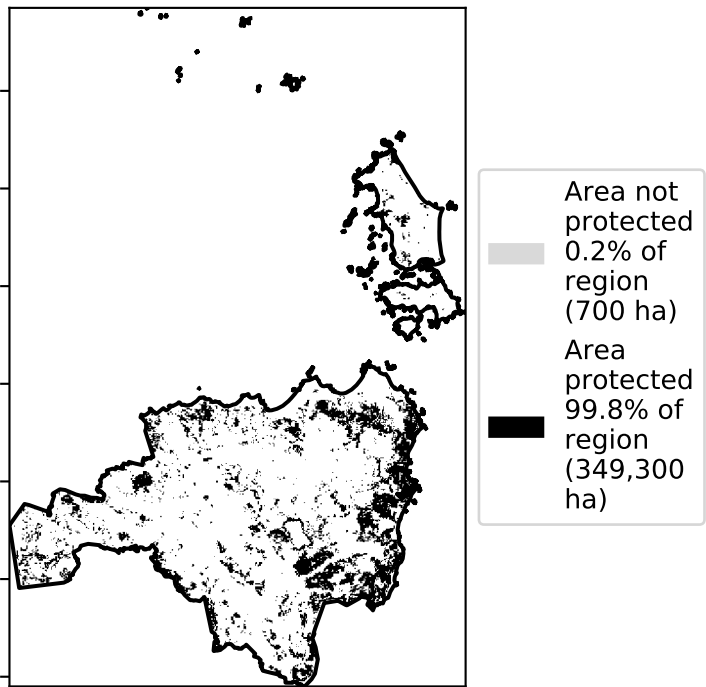 Area not
protected
0.2% of
region
(700 ha)
Area
protected
99.8% of
region
(349,300
ha)